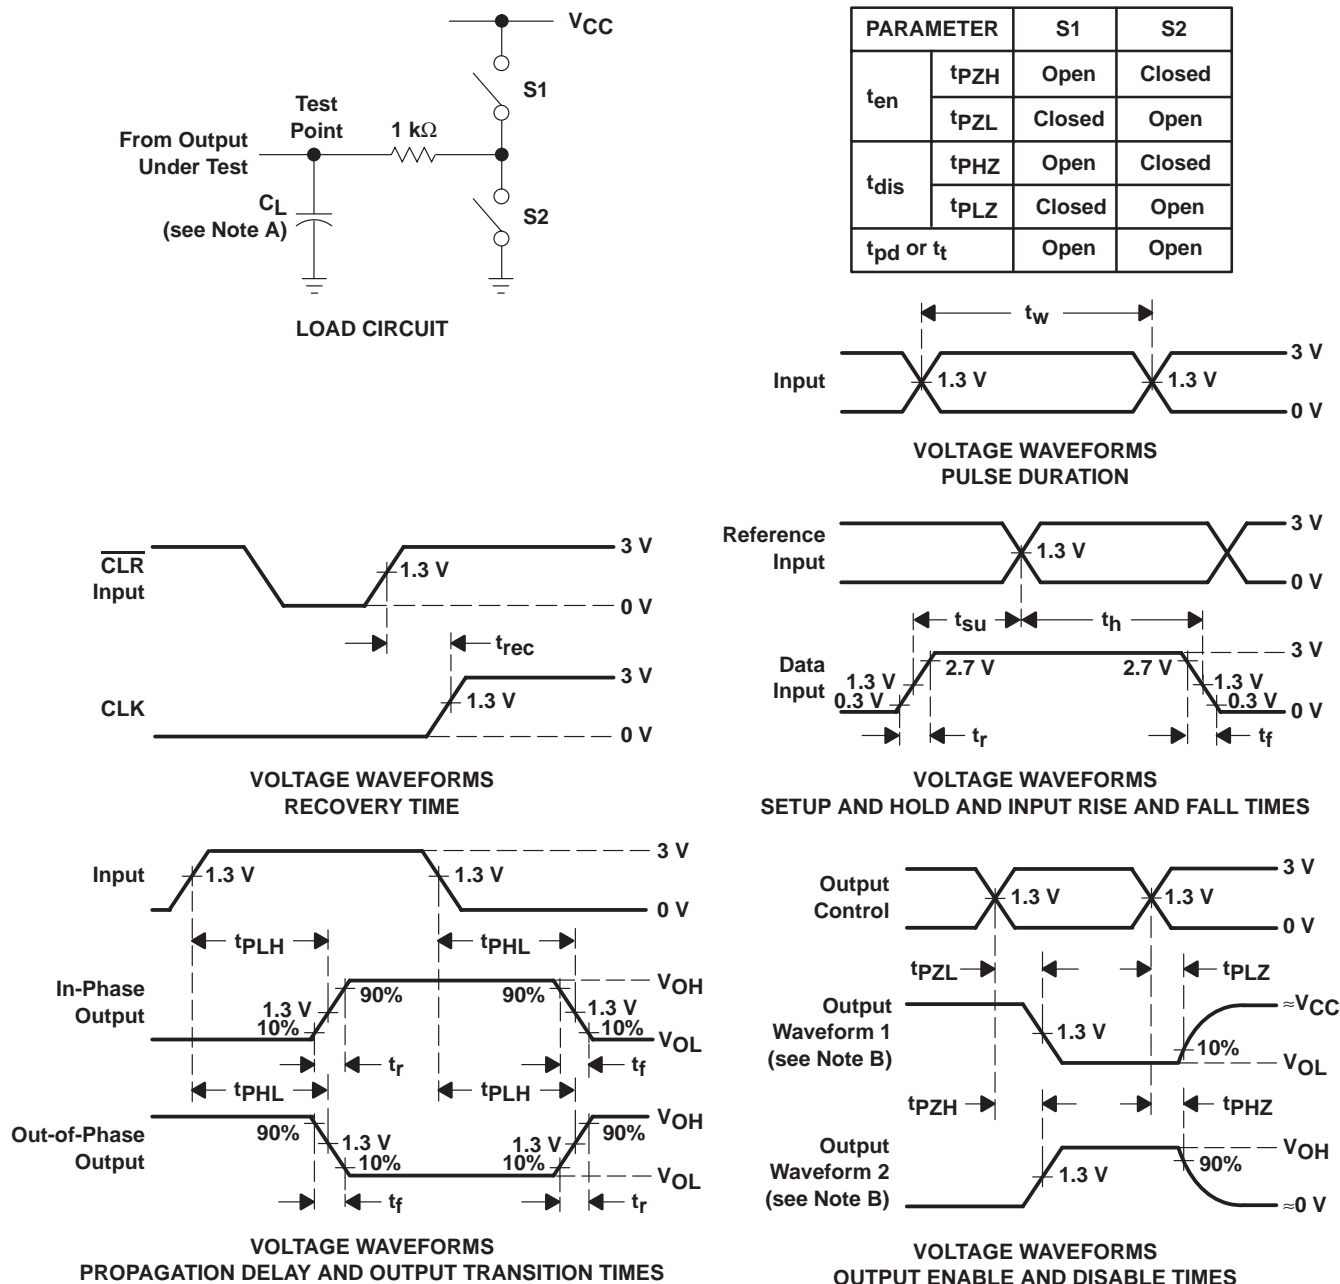 VCC
S1
Test
Point
1 kΩ
From Output
Under Test
CL
(see Note A)
S2
LOAD CIRCUIT
PARAMETER S1 S2
ten tPZH Open Closed
tPZL Closed Open
tdis tPHZ Open Closed
tPLZ Closed Open
tpd or tt Open Open
tw
Input
3 V
1.3 V 1.3 V
0 V
VOLTAGE WAVEFORMS
PULSE DURATION
CLR
Input
3 V
1.3 V
0 V
trec
CLK
3 V
1.3 V
0 V
VOLTAGE WAVEFORMS
RECOVERY TIME
Reference
Input
3 V
1.3 V
0 V
tsu th
Data
Input
3 V
2.7 V 2.7 V
1.3 V 1.3 V
0.3 V 0.3 V
0 V
tr tf
VOLTAGE WAVEFORMS
SETUP AND HOLD AND INPUT RISE AND FALL TIMES
Input
3 V
1.3 V 1.3 V
0 V
tPLH tPHL
In-Phase
Output
VOH
90% 90%
1.3 V 1.3 V
10% 10%
VOL
tr tf
tPHL tPLH
Out-of-Phase
Output
VOH
90% 90%
1.3 V 1.3 V
10% 10%
VOL
tf tr
VOLTAGE WAVEFORMS
PROPAGATION DELAY AND OUTPUT TRANSITION TIMES
Output
Control
3 V
1.3 V 1.3 V
0 V
tPZL tPLZ
Output
Waveform 1
(see Note B)
≈VCC
1.3 V
10%
VOL
tPZH tPHZ
Output
Waveform 2
(see Note B)
VOH
1.3 V
90%
≈0 V
VOLTAGE WAVEFORMS
OUTPUT ENABLE AND DISABLE TIMES